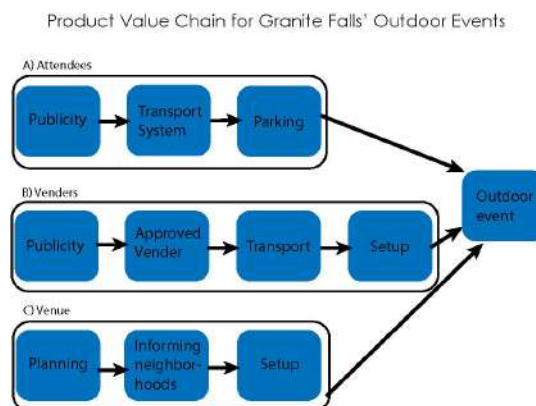 Product Value Chain for Granite Falls' Outdoor Events
A) Attendees
Publicity
Transport
System
Parking
B) Venders
Publicity
Approved
Vender
Transport
Setup
Outdoor
event
C) Venue
Planning
Informing
neighbor-
hoods
Setup